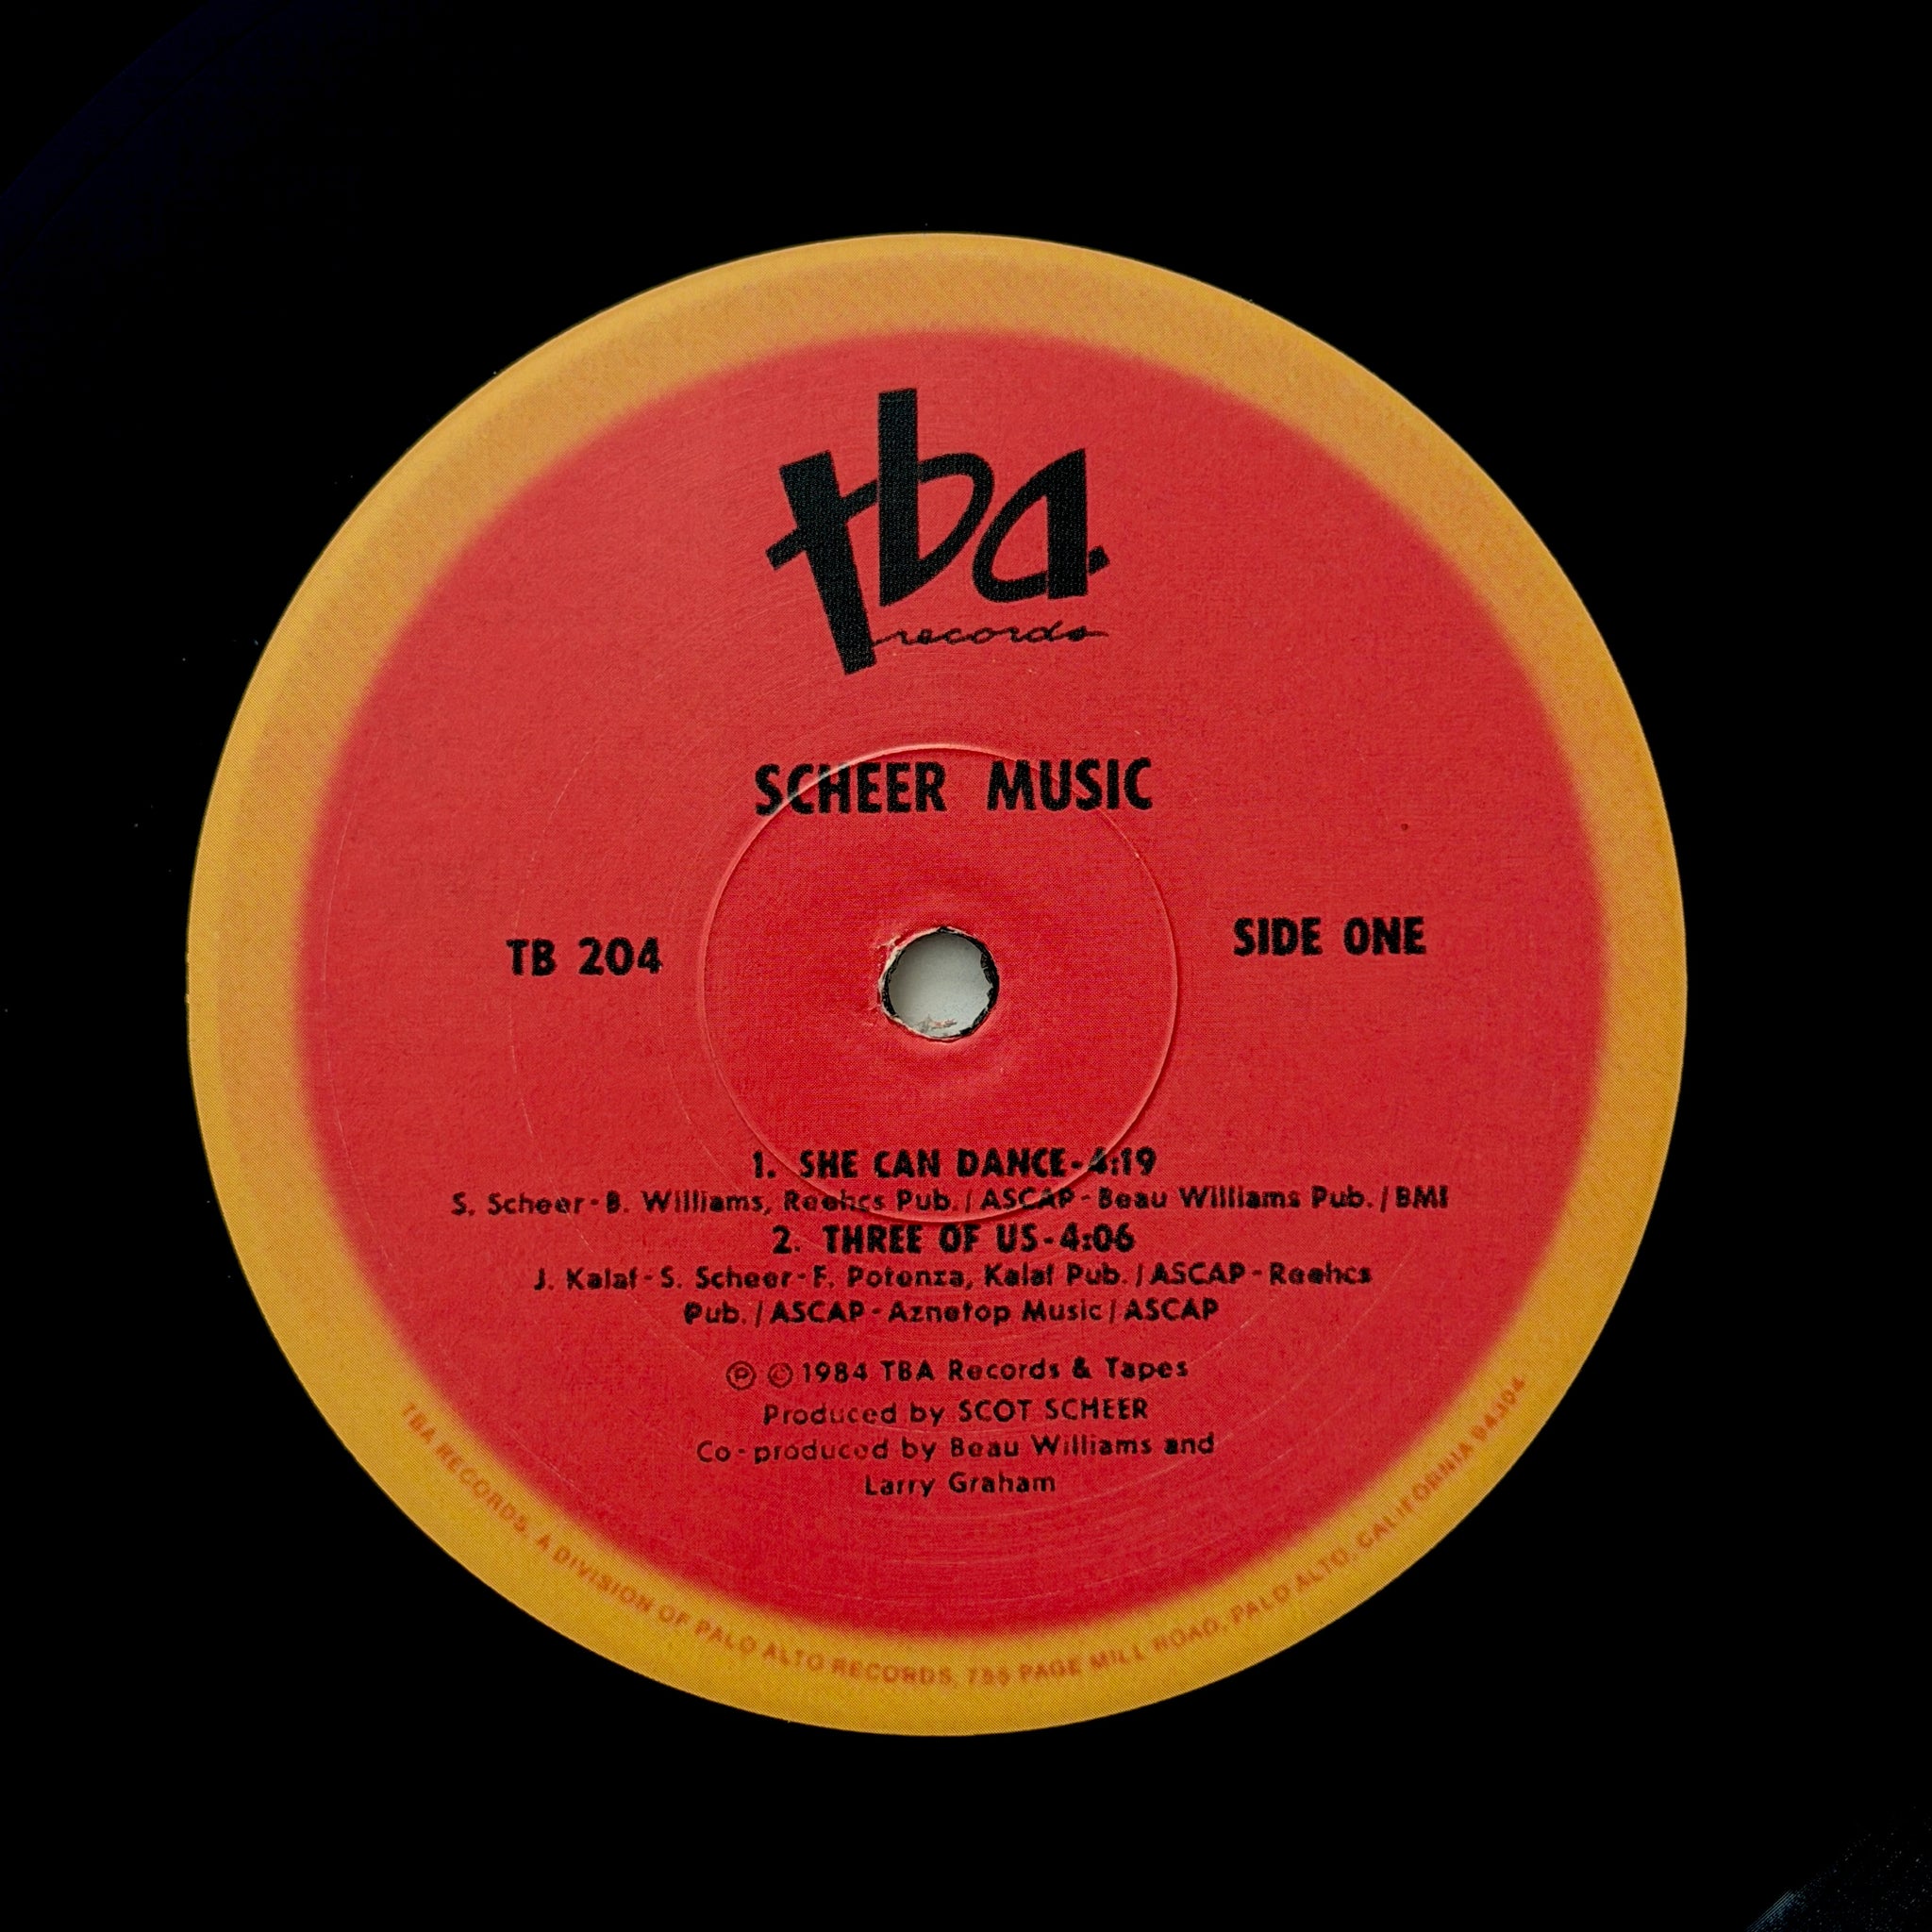 tba
records
SCHEER MUSIC
TB 204
SIDE ONE
1. SHE CAN DANCE-4:19
S. Scheer-B. Williams, Reehcs Pub./ASCAP-Beau Williams Pub./BMI
2. THREE OF US-4:06
J. Kalaf-S. Scheer-F. Potenza, Kalaf Pub./ASCAP-Reehcs
Pub./ASCAP-Aznetop Music/ASCAP
℗ © 1984 TBA Records & Tapes
Produced by SCOT SCHEER
Co-produced by Beau Williams and
Larry Graham
TBA RECORDS, A DIVISION OF PALO ALTO RECORDS, 755 PAGE MILL ROAD, PALO ALTO, CALIFORNIA 94304